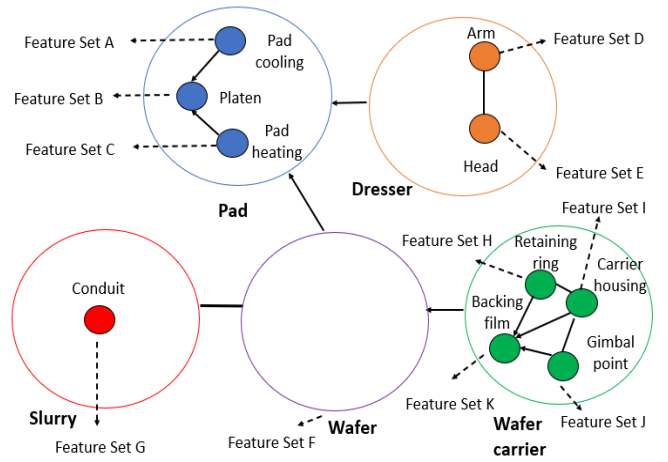 Feature Set A
Pad
cooling
Feature Set B
Platen
Feature Set C
Pad
heating
Pad
Arm
Feature Set D
Head
Feature Set E
Dresser
Feature Set I
Feature Set H
Retaining
ring
Carrier
housing
Backing
film
Gimbal
point
Feature Set K
Feature Set J
Wafer
carrier
Conduit
Slurry
Feature Set G
Wafer
Feature Set F